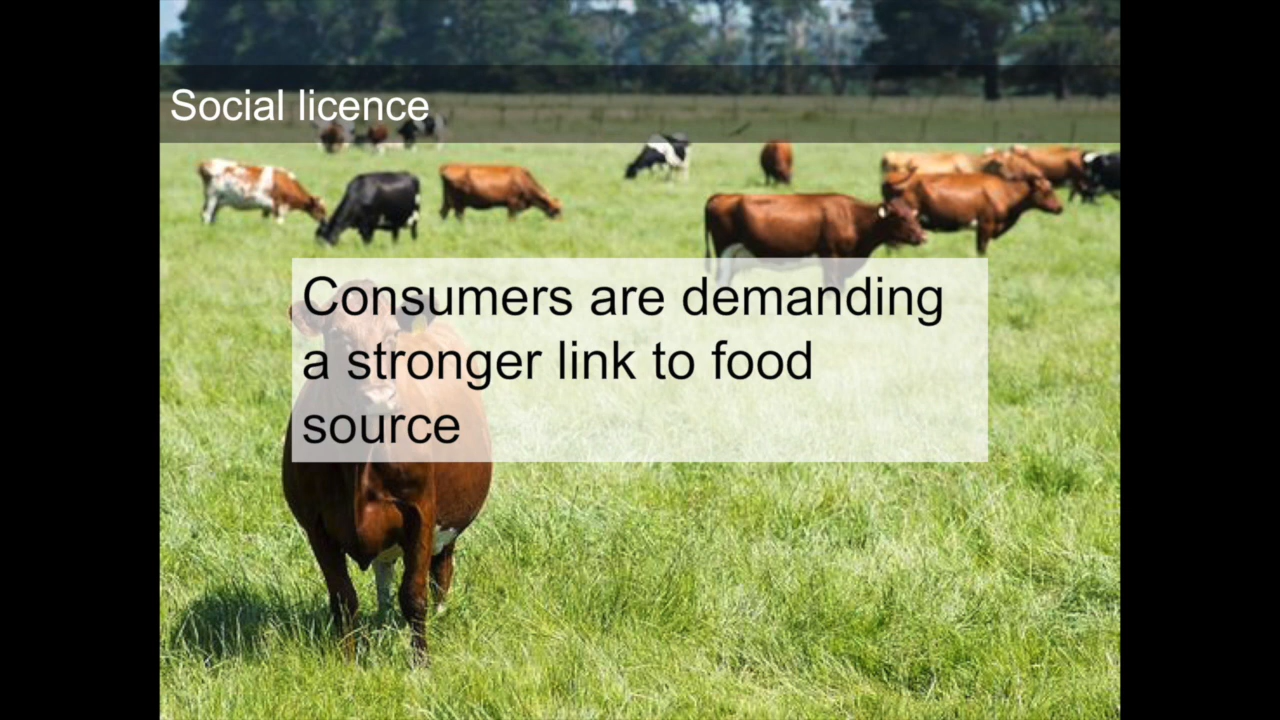 Social licence
Consumers are demanding
a stronger link to food
source